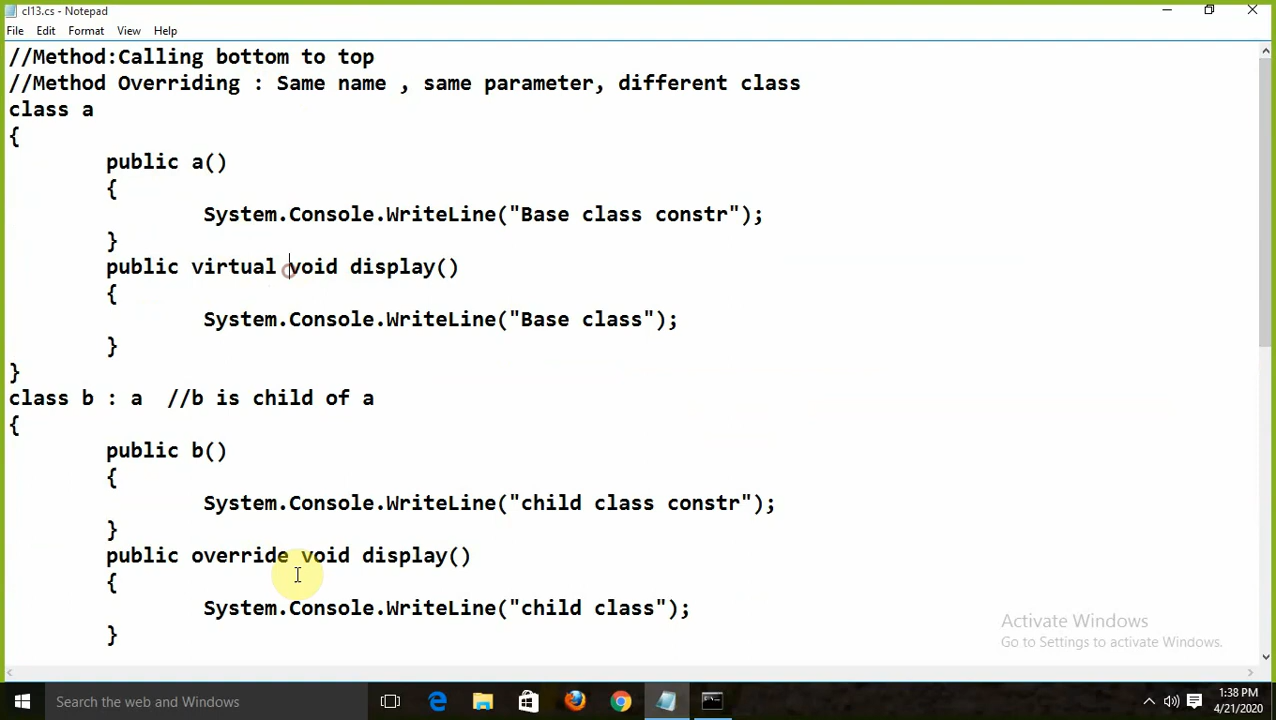 cl13.cs - Notepad
File Edit Format View Help
//Method:Calling bottom to top
//Method Overriding : Same name , same parameter, different class
class a
{
public a()
{
System.Console.WriteLine("Base class constr");
}
public virtual void display()
{
System.Console.WriteLine("Base class");
}
}
class b : a //b is child of a
{
public b()
{
System.Console.WriteLine("child class constr");
}
public override void display()
{
System.Console.WriteLine("child class");
}
Activate Windows
Go to Settings to activate Windows.
Search the web and Windows
1:38 PM
4/21/2020